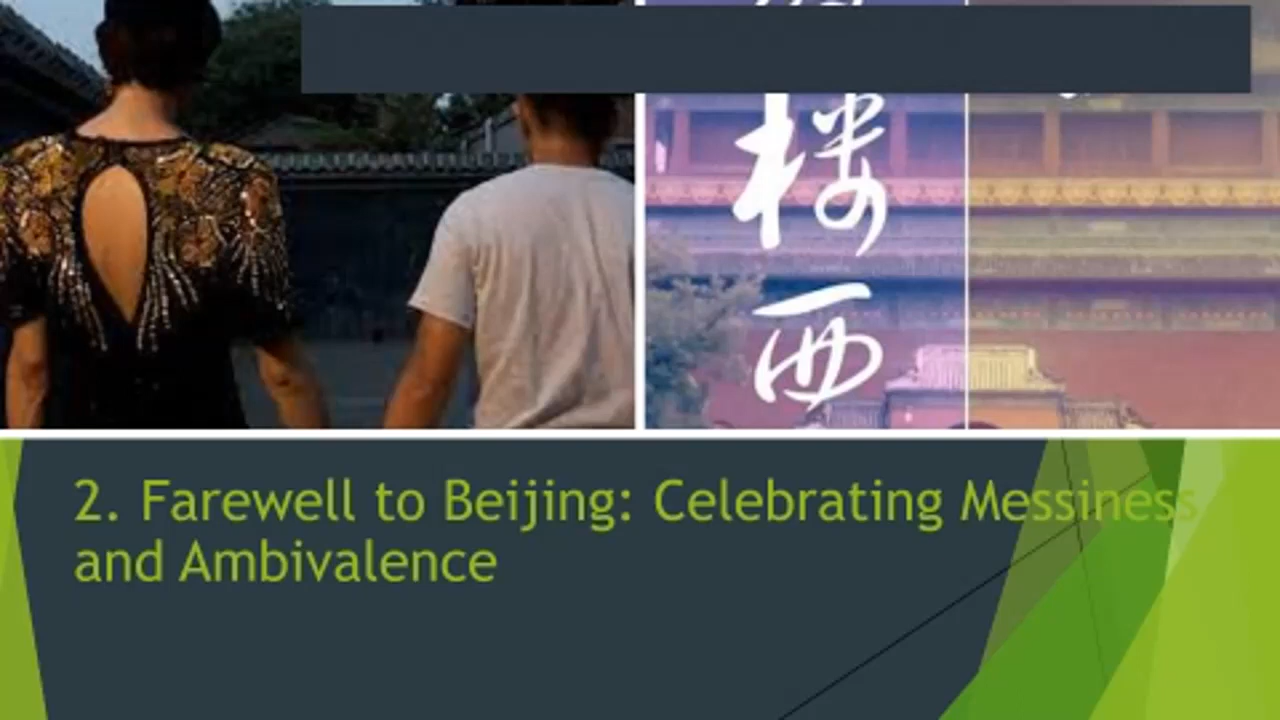 楼
西
2. Farewell to Beijing: Celebrating Messiness
and Ambivalence